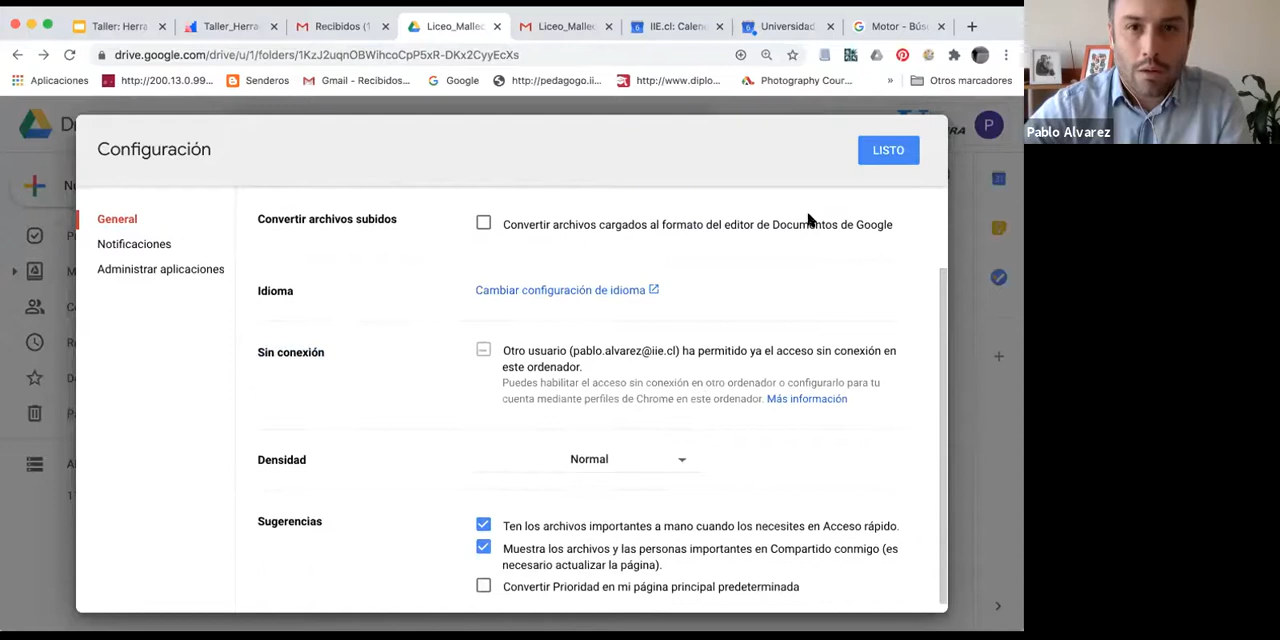 Taller: Herra
Taller_Herra
Recibidos (1
Liceo_Mallec
Liceo_Mallec
IIE.cl: Calen
Universidad
Motor - Bús
drive.google.com/drive/u/1/folders/1KzJ2uqnOBWihcoCpP5xR-DKx2CyyEcXs
Aplicaciones
http://200.13.0.99...
Senderos
Gmail - Recibidos...
Google
http://pedagogo.ii...
http://www.diplo...
Photography Cour...
»
Otros marcadores
Pablo Alvarez
P
Configuración
LISTO
General
Notificaciones
Administrar aplicaciones
Convertir archivos subidos
Convertir archivos cargados al formato del editor de Documentos de Google
Idioma
Cambiar configuración de idioma
Sin conexión
Otro usuario (pablo.alvarez@iie.cl) ha permitido ya el acceso sin conexión en
este ordenador.
Puedes habilitar el acceso sin conexión en otro ordenador o configurarlo para tu
cuenta mediante perfiles de Chrome en este ordenador. Más información
Densidad
Normal
Sugerencias
Ten los archivos importantes a mano cuando los necesites en Acceso rápido.
Muestra los archivos y las personas importantes en Compartido conmigo (es
necesario actualizar la página).
Convertir Prioridad en mi página principal predeterminada